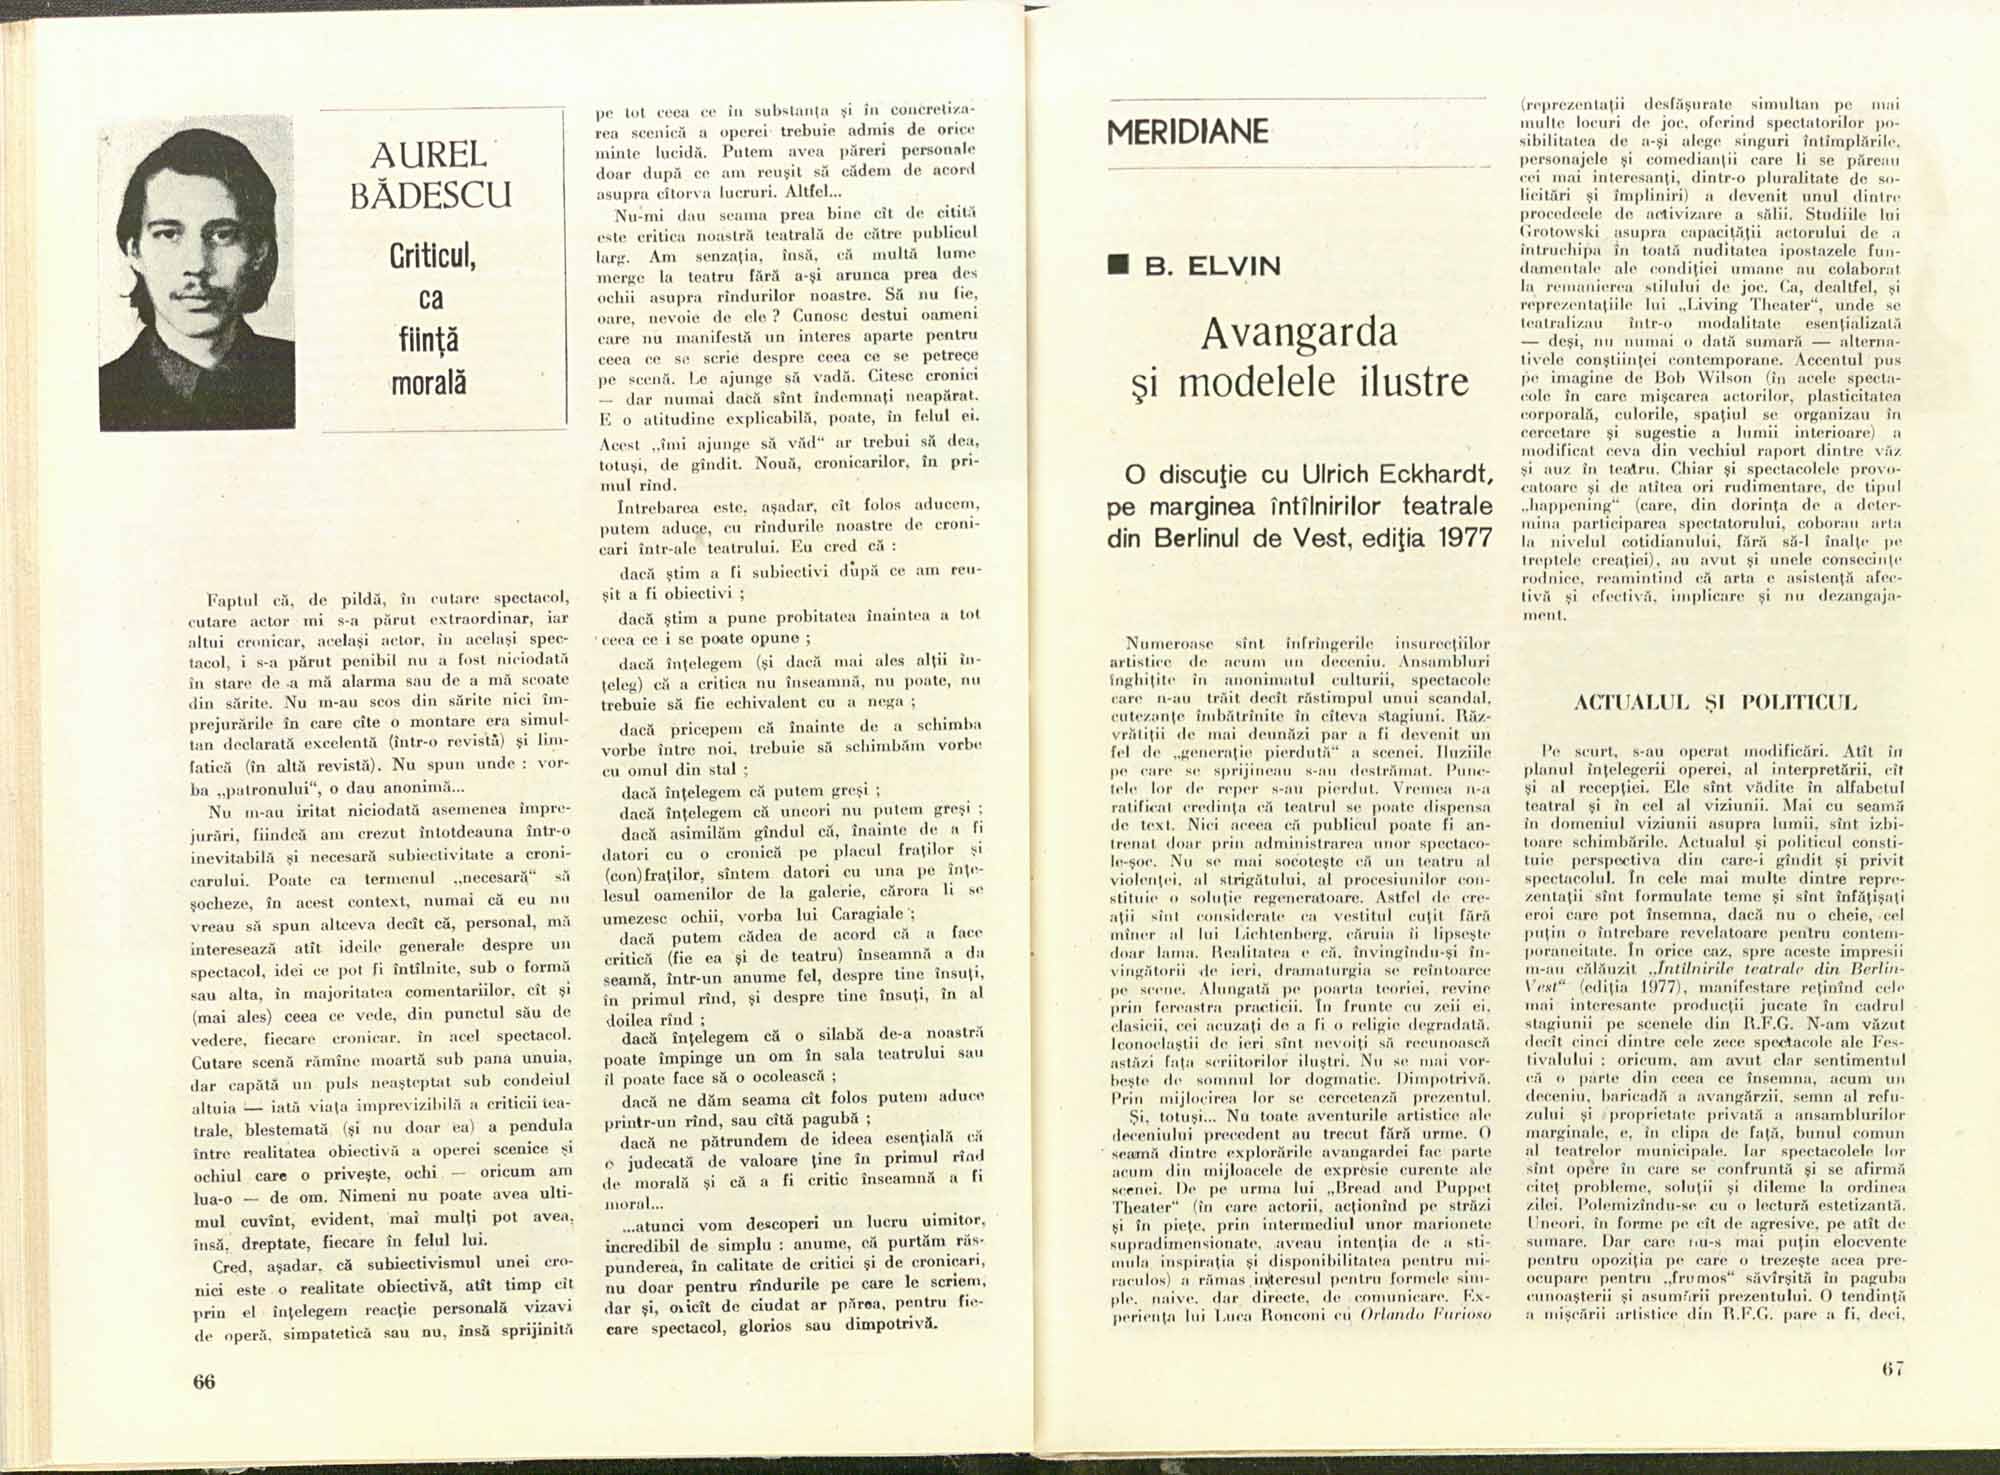 AUREL
BĂDESCU
Criticul,
ca
ființă
morală
Faptul că, de pildă, în cutare spectacol,
cutare actor mi s-a părut extraordinar, iar
altui cronicar, același actor, în același spec-
tacol, i s-a părut penibil nu a fost niciodată
în stare de a mă alarma sau de a mă scoate
din sărite. Nu m-au scos din sărite nici îm-
prejurările în care cîte o montare era simul-
tan declarată excelentă (într-o revistă) și lim-
fatică (în altă revistă). Nu spun unde : vor-
ba „patronului“, o dau anonimă...
Nu m-au iritat niciodată asemenea împre-
jurări, fiindcă am crezut întotdeauna într-o
inevitabilă și necesară subiectivitate a croni-
carului. Poate ca termenul „necesară“ să
șocheze, în acest context, numai că eu nu
vreau să spun altceva decît că, personal, mă
interesează atît ideile generale despre un
spectacol, idei ce pot fi întîlnite, sub o formă
sau alta, în majoritatea comentariilor, cît și
(mai ales) ceea ce vede, din punctul său de
vedere, fiecare cronicar, în acel spectacol.
Cutare scenă rămîne moartă sub pana unuia,
dar capătă un puls neașteptat sub condeiul
altuia — iată viața imprevizibilă a criticii tea-
trale, blestemată (și nu doar ea) a pendula
între realitatea obiectivă a operei scenice și
ochiul care o privește, ochi — oricum am
lua-o — de om. Nimeni nu poate avea ulti-
mul cuvînt, evident, mai mulți pot avea,
însă, dreptate, fiecare în felul lui.
Cred, așadar, că subiectivismul unei cro-
nici este o realitate obiectivă, atît timp cît
prin el înțelegem reacție personală vizavi
de operă, simpatetică sau nu, însă sprijinită
66
pe tot ceea ce în substanța și în concretiza-
rea scenică a operei trebuie admis de orice
minte lucidă. Putem avea păreri personale
doar după ce am reușit să cădem de acord
asupra cîtorva lucruri. Altfel...
Nu-mi dau seama prea bine cît de citită
este critica noastră teatrală de către publicul
larg. Am senzația, însă, că multă lume
merge la teatru fără a-și arunca prea des
ochii asupra rîndurilor noastre. Să nu fie,
oare, nevoie de ele ? Cunosc destui oameni
care nu manifestă un interes aparte pentru
ceea ce se scrie despre ceea ce se petrece
pe scenă. Le ajunge să vadă. Citesc cronici
— dar numai dacă sînt îndemnați neapărat.
E o atitudine explicabilă, poate, în felul ei.
Acest „îmi ajunge să văd“ ar trebui să dea,
totuși, de gîndit. Nouă, cronicarilor, în pri-
mul rînd.
Întrebarea este, așadar, cît folos aducem,
putem aduce, cu rîndurile noastre de croni-
cari într-ale teatrului. Eu cred că :
dacă știm a fi subiectivi după ce am reu-
șit a fi obiectivi ;
dacă știm a pune probitatea înaintea a tot
ceea ce i se poate opune ;
dacă înțelegem (și dacă mai ales alții în-
țeleg) că a critica nu înseamnă, nu poate, nu
trebuie să fie echivalent cu a nega ;
dacă pricepem că înainte de a schimba
vorbe între noi, trebuie să schimbăm vorbe
cu omul din stal ;
dacă înțelegem că putem greși ;
dacă înțelegem că uneori nu putem greși ;
dacă asimilăm gîndul că, înainte de a fi
datori cu o cronică pe placul fraților și
(con)fraților, sîntem datori cu una pe înțe-
lesul oamenilor de la galerie, cărora li se
umezesc ochii, vorba lui Caragiale ;
dacă putem cădea de acord că a face
critică (fie ea și de teatru) înseamnă a da
seamă, într-un anume fel, despre tine însuți,
în primul rînd, și despre tine însuți, în al
doilea rînd ;
dacă înțelegem că o silabă de-a noastră
poate împinge un om în sala teatrului sau
îl poate face să o ocolească ;
dacă ne dăm seama cît folos putem aduce
printr-un rînd, sau cîtă pagubă ;
dacă ne pătrundem de ideea esențială că
o judecată de valoare ține în primul rînd
de morală și că a fi critic înseamnă a fi
moral...
...atunci vom descoperi un lucru uimitor,
incredibil de simplu : anume, că purtăm răs-
punderea, în calitate de critici și de cronicari,
nu doar pentru rîndurile pe care le scriem,
dar și, oricît de ciudat ar părea, pentru fie-
care spectacol, glorios sau dimpotrivă.
MERIDIANE
■ B. ELVIN
Avangarda
și modelele ilustre
O discuție cu Ulrich Eckhardt,
pe marginea întîlnirilor teatrale
din Berlinul de Vest, ediția 1977
Numeroase sînt înfrîngerile insurecțiilor
artistice de acum un deceniu. Ansambluri
înghițite în anonimatul culturii, spectacole
care n-au trăit decît răstimpul unui scandal,
cutezanțe îmbătrînite în cîteva stagiuni. Răz-
vrătiții de mai deunăzi par a fi devenit un
fel de „generație pierdută“ a scenei. Iluziile
pe care se sprijineau s-au destrămat. Punc-
tele lor de reper s-au pierdut. Vremea n-a
ratificat credința că teatrul se poate dispensa
de text. Nici aceea că publicul poate fi an-
trenat doar prin administrarea unor spectaco-
le-șoc. Nu se mai socotește că un teatru al
violenței, al strigătului, al procesiunilor con-
stituie o soluție regeneratoare. Astfel de cre-
ații sînt considerate ca vestitul cuțit fără
mîner al lui Lichtenberg, căruia îi lipsește
doar lama. Realitatea e că, învingîndu-și în-
vingătorii de ieri, dramaturgia se reîntoarce
pe scene. Alungată pe poarta teoriei, revine
prin fereastra practicii. În frunte cu zeii ei,
clasicii, cei acuzați de a fi o religie degradată.
Iconoclaștii de ieri sînt nevoiți să recunoască
astăzi fața scriitorilor iluștri. Nu se mai vor-
bește de somnul lor dogmatic. Dimpotrivă.
Prin mijlocirea lor se cercetează prezentul.
Și, totuși... Nu toate aventurile artistice ale
deceniului precedent au trecut fără urme. O
seamă dintre explorările avangardei fac parte
acum din mijloacele de expresie curente ale
scenei. De pe urma lui „Bread and Puppet
Theater“ (în care actorii, acționînd pe străzi
și în piețe, prin intermediul unor marionete
supradimensionate, aveau intenția de a sti-
mula inspirația și disponibilitatea pentru mi-
raculos) a rămas interesul pentru formele sim-
ple, naive, dar directe, de comunicare. Ex-
periența lui Luca Ronconi cu Orlando Furioso
(reprezentații desfășurate simultan pe mai
multe locuri de joc, oferind spectatorilor po-
sibilitatea de a-și alege singuri întîmplările,
personajele și comedianții care li se păreau
cei mai interesanți, dintr-o pluralitate de so-
licitări și împliniri) a devenit unul dintre
procedeele de activizare a sălii. Studiile lui
Grotowski asupra capacității actorului de a
întruchipa în toată nuditatea ipostazele fun-
damentale ale condiției umane au colaborat
la remanierea stilului de joc. Ca, dealtfel, și
reprezentațiile lui „Living Theater“, unde se
teatralizau într-o modalitate esențializată
— deși, nu numai o dată sumară — alterna-
tivele conștiinței contemporane. Accentul pus
pe imagine de Bob Wilson (în acele specta-
cole în care mișcarea actorilor, plasticitatea
corporală, culorile, spațiul se organizau în
cercetare și sugestie a lumii interioare) a
modificat ceva din vechiul raport dintre văz
și auz în teatru. Chiar și spectacolele provo-
catoare și de atîtea ori rudimentare, de tipul
„happening“ (care, din dorința de a deter-
mina participarea spectatorului, coborau arta
la nivelul cotidianului, fără să-l înalțe pe
treptele creației), au avut și unele consecințe
rodnice, reamintind că arta e asistență afec-
tivă și efectivă, implicare și nu dezangaja-
ment.
ACTUALUL ȘI POLITICUL
Pe scurt, s-au operat modificări. Atît în
planul înțelegerii operei, al interpretării, cît
și al recepției. Ele sînt vădite în alfabetul
teatral și în cel al viziunii. Mai cu seamă
în domeniul viziunii asupra lumii, sînt izbi-
toare schimbările. Actualul și politicul consti-
tuie perspectiva din care-i gîndit și privit
spectacolul. În cele mai multe dintre repre-
zentații sînt formulate teme și sînt înfățișați
eroi care pot însemna, dacă nu o cheie, cel
puțin o întrebare revelatoare pentru contem-
poraneitate. În orice caz, spre aceste impresii
m-au călăuzit „Întîlnirile teatrale din Berlin-
Vest“ (ediția 1977), manifestare reținînd cele
mai interesante producții jucate în cadrul
stagiunii pe scenele din R.F.G. N-am văzut
decît cinci dintre cele zece spectacole ale Fes-
tivalului ; oricum, am avut clar sentimentul
că o parte din ceea ce însemna, acum un
deceniu, baricadă a avangărzii, semn al refu-
zului și proprietate privată a ansamblurilor
marginale, e, în clipa de față, bunul comun
al teatrelor municipale. Iar spectacolele lor
sînt opere în care se confruntă și se afirmă
citeț probleme, soluții și dileme la ordinea
zilei. Polemizîndu-se cu o lectură estetizantă.
Uneori, în forme pe cît de agresive, pe atît de
sumare. Dar care nu-s mai puțin elocvente
pentru opoziția pe care o trezește acea pre-
ocupare pentru „frumos“ săvîrșită în paguba
cunoașterii și asumării prezentului. O tendință
a mișcării artistice din R.F.G. pare a fi, deci,
67